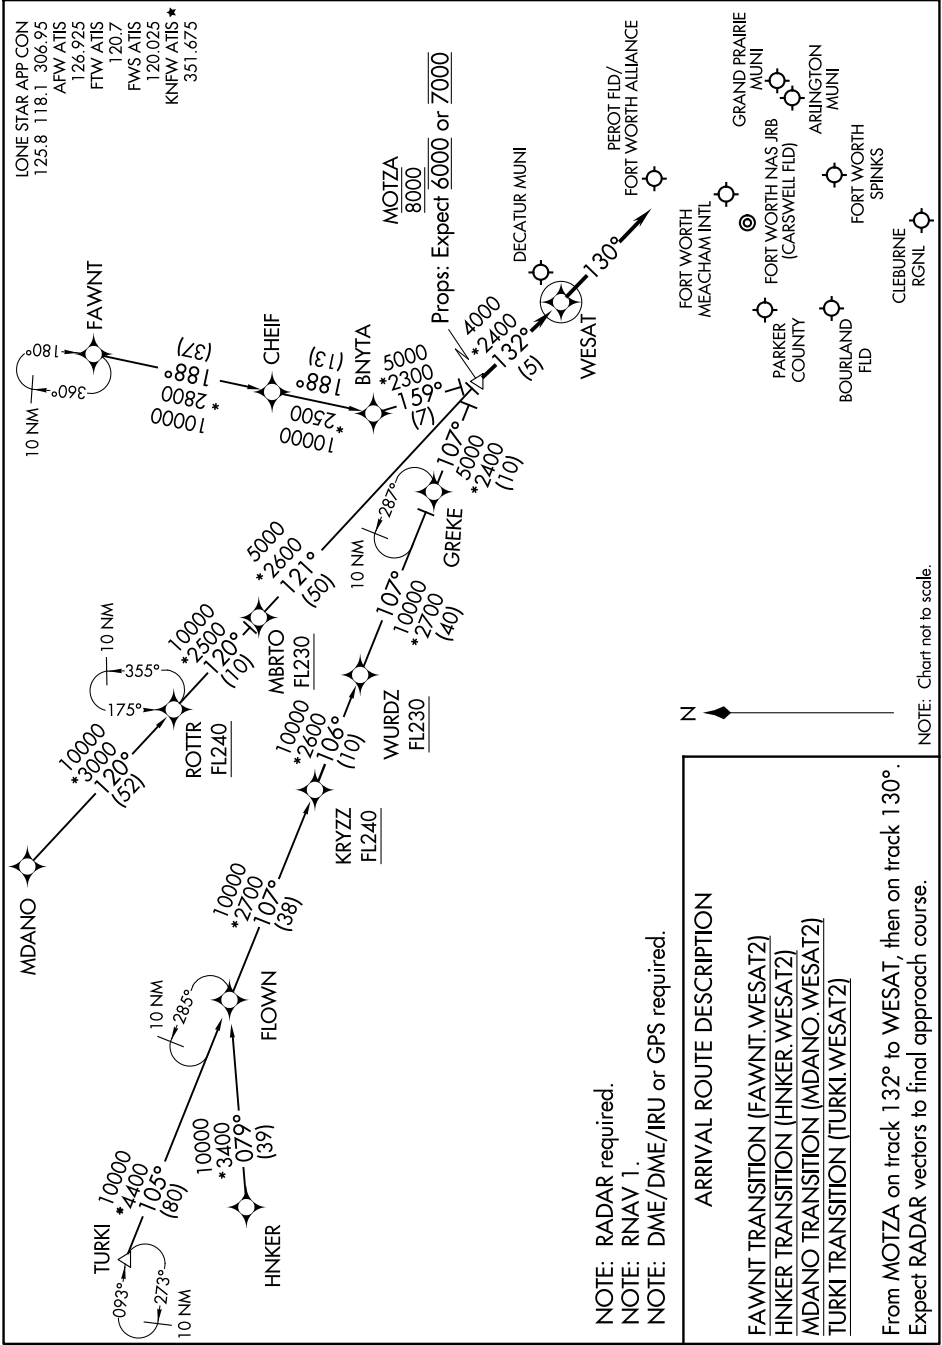 LONE STAR APP CON
125.8 118.1 306.95
AFW ATIS
126.925
FTW ATIS
120.7
FWS ATIS
120.025
KNFW ATIS ★
351.675
MDANO
10000
*3000
120°
(52)
ROTTR
FL240
175°
355°
10 NM
10000
*2500
120°
(10)
MBRTO
FL230
5000
*2600
121°
(50)
FAWNT
180°
360°
10 NM
10000
*2800
188°
(37)
CHEIF
10000
*2500
188°
(13)
BNYTA
5000
*2300
159°
(7)
MOTZA
8000
Props: Expect 6000 or 7000
4000
*2400
132°
(5)
WESAT
130°
TURKI
093°
273°
10 NM
10000
*4400
105°
(80)
HNKER
10000
*3400
079°
(39)
FLOWN
285°
10 NM
10000
*2700
107°
(38)
KRYZZ
FL240
10000
*2600
106°
(10)
WURDZ
FL230
10000
*2700
107°
(40)
GREKE
287°
10 NM
107°
5000
*2400
(10)
DECATUR MUNI
PEROT FLD/
FORT WORTH ALLIANCE
FORT WORTH
MEACHAM INTL
FORT WORTH NAS JRB
(CARSWELL FLD)
GRAND PRAIRIE
MUNI
ARLINGTON
MUNI
PARKER
COUNTY
BOURLAND
FLD
FORT WORTH
SPINKS
CLEBURNE
RGNL
N
NOTE: Chart not to scale.
NOTE: RADAR required.
NOTE: RNAV 1.
NOTE: DME/DME/IRU or GPS required.
ARRIVAL ROUTE DESCRIPTION
FAWNT TRANSITION (FAWNT.WESAT2)
HNKER TRANSITION (HNKER.WESAT2)
MDANO TRANSITION (MDANO.WESAT2)
TURKI TRANSITION (TURKI.WESAT2)
From MOTZA on track 132° to WESAT, then on track 130°.
Expect RADAR vectors to final approach course.